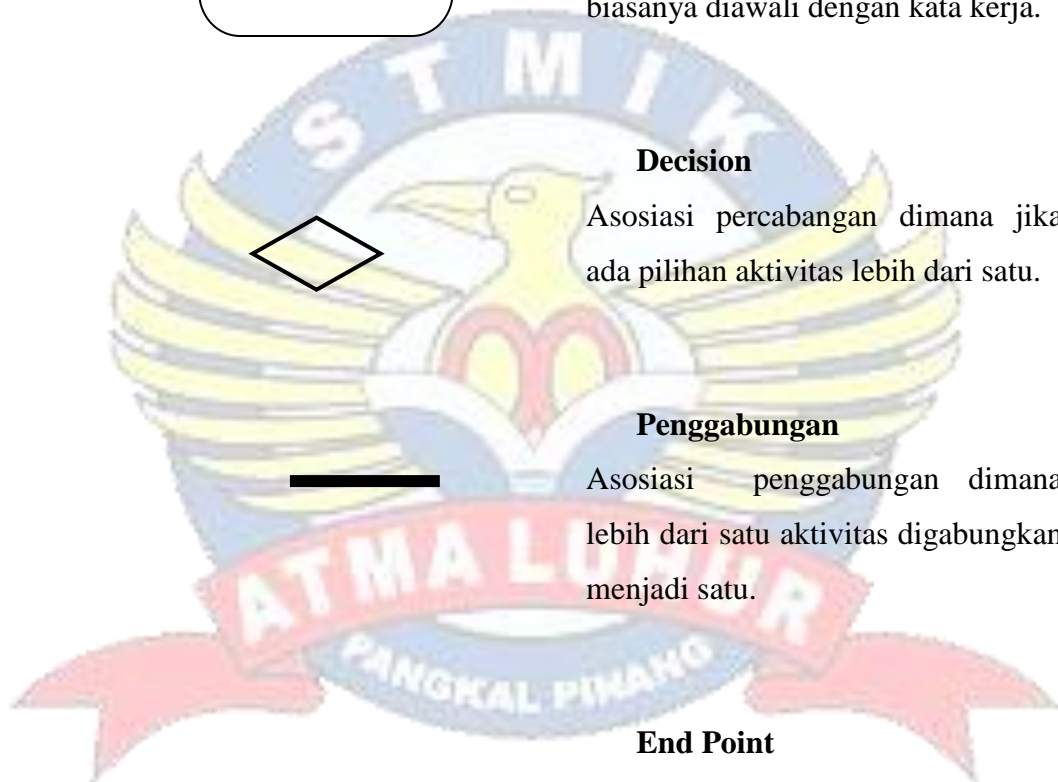 biasanya diawali dengan kata kerja.
STMIK
Decision
Asosiasi percabangan dimana jika
ada pilihan aktivitas lebih dari satu.
Penggabungan
Asosiasi penggabungan dimana
lebih dari satu aktivitas digabungkan
menjadi satu.
ATMA LUHUR
PANGKAL PINANG
End Point